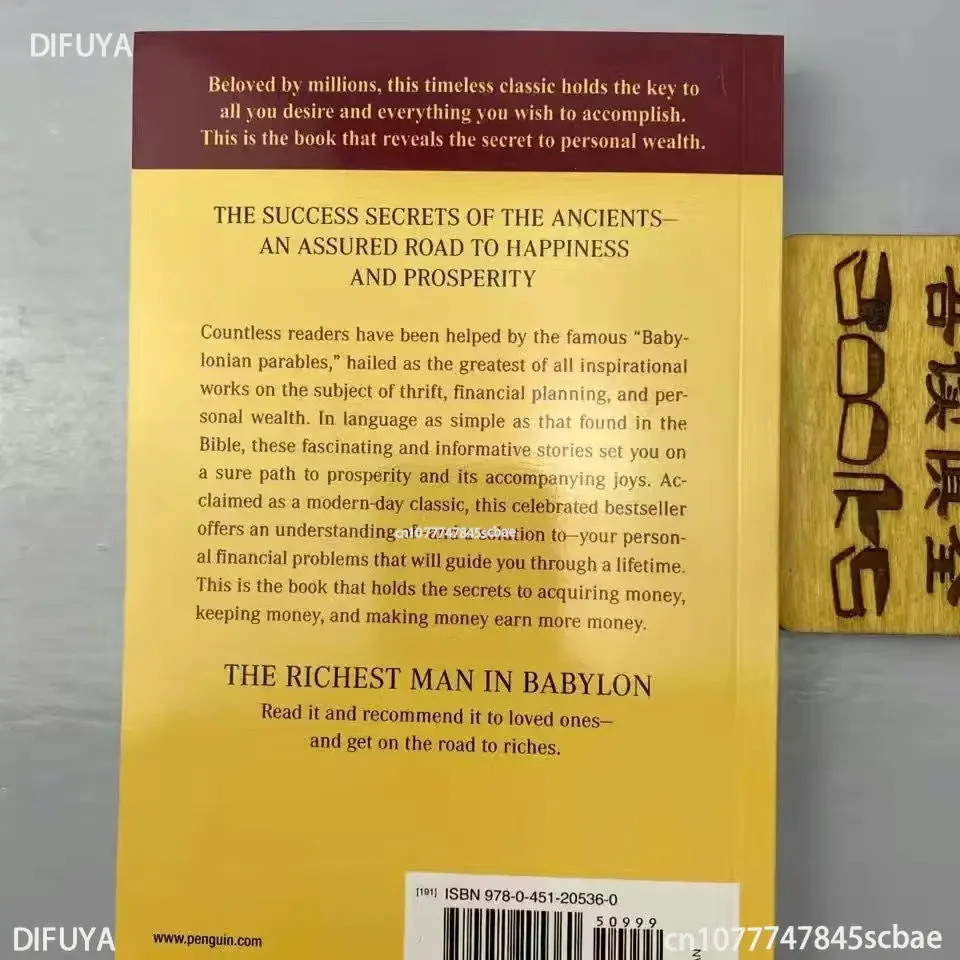 DIFUYA
Beloved by millions, this timeless classic holds the key to
all you desire and everything you wish to accomplish.
This is the book that reveals the secret to personal wealth.
THE SUCCESS SECRETS OF THE ANCIENTS—
AN ASSURED ROAD TO HAPPINESS
AND PROSPERITY
Countless readers have been helped by the famous “Baby-
lonian parables,” hailed as the greatest of all inspirational
works on the subject of thrift, financial planning, and per-
sonal wealth. In language as simple as that found in the
Bible, these fascinating and informative stories set you on
a sure path to prosperity and its accompanying joys. Ac-
claimed as a modern-day classic, this celebrated bestseller
offers an understanding of—and a solution to—your person-
al financial problems that will guide you through a lifetime.
This is the book that holds the secrets to acquiring money,
keeping money, and making money earn more money.
cn1077747845scbae
THE RICHEST MAN IN BABYLON
Read it and recommend it to loved ones—
and get on the road to riches.
[191] ISBN 978-0-451-20536-0
50999
www.penguin.com
BOOKS
DIFUYA
cn1077747845scbae